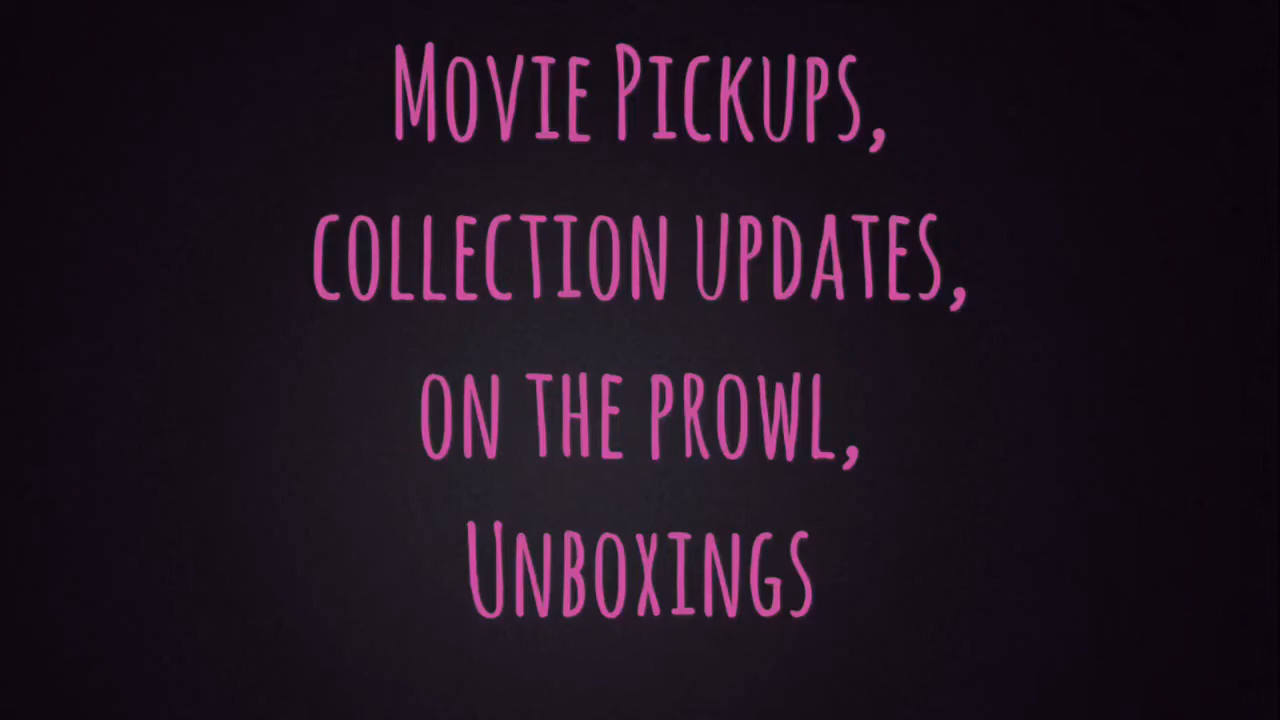 Movie Pickups,
collection updates,
on the prowl,
Unboxings